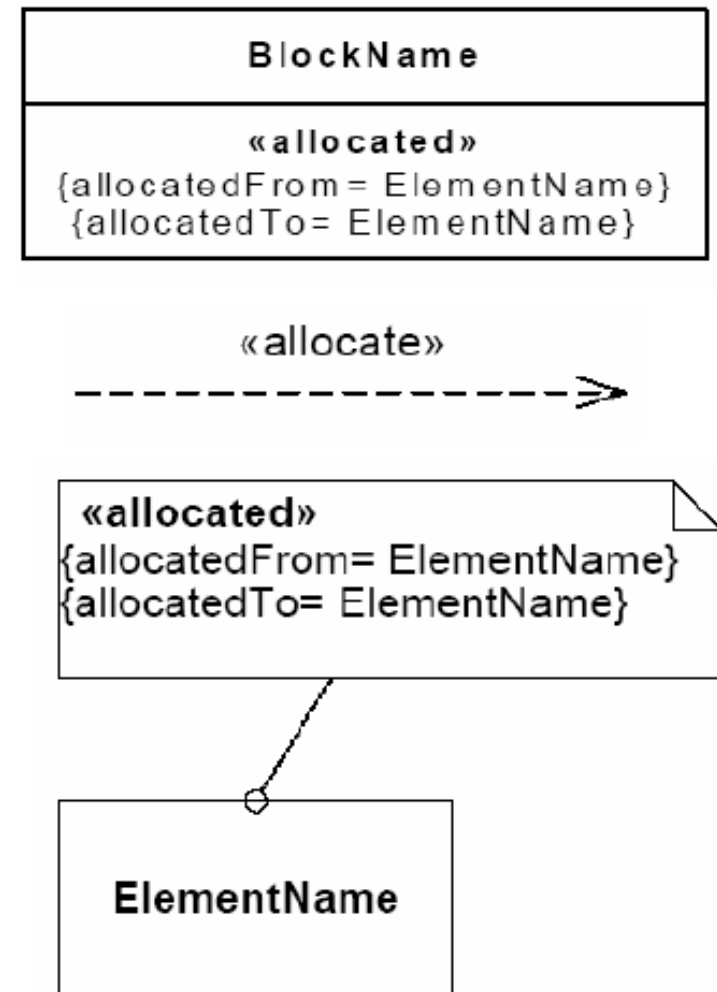 BlockName
«allocated»
{allocatedFrom= ElementName}
{allocatedTo= ElementName}
«allocate»
«allocated»
{allocatedFrom= ElementName}
{allocatedTo= ElementName}
ElementName